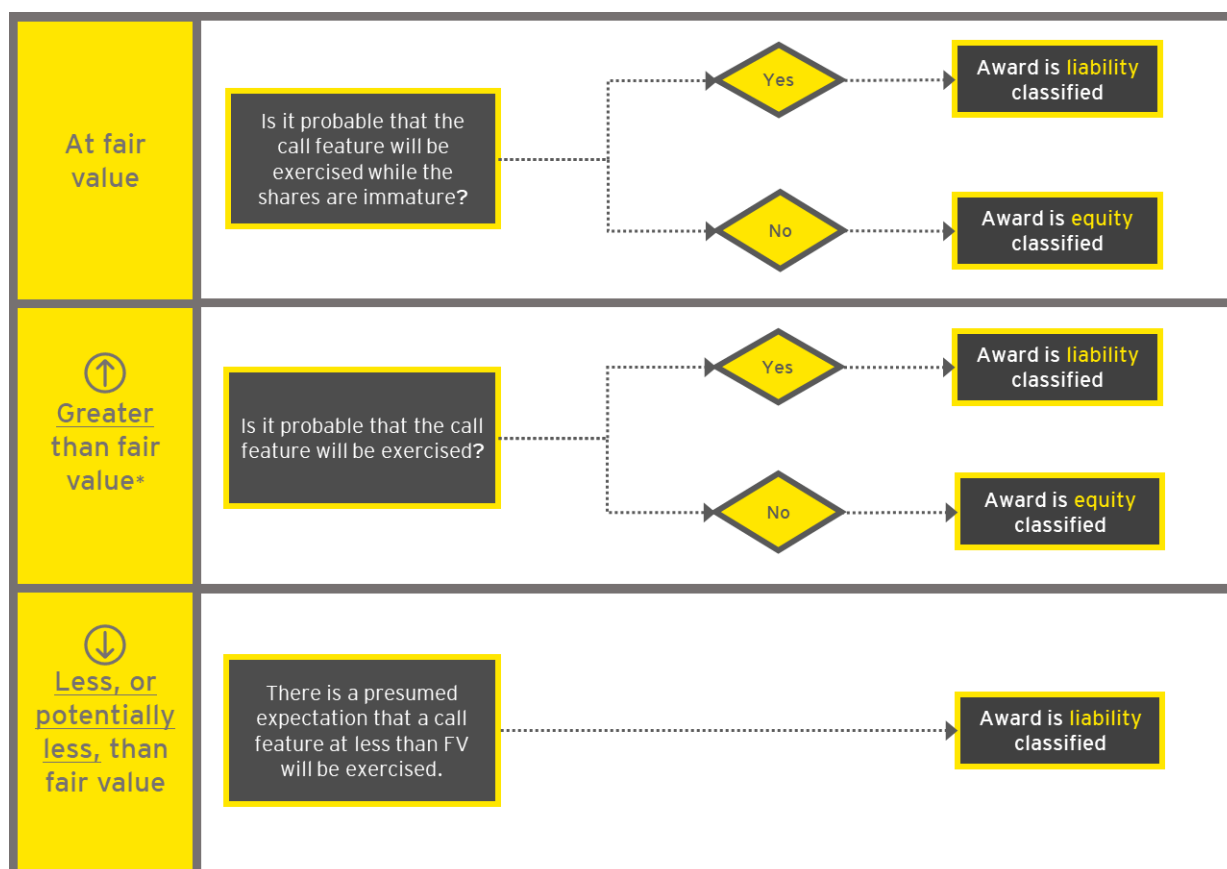 At fair
value
Is it probable that the
call feature will be
exercised while the
shares are immature?
Yes
Award is liability
classified
No
Award is equity
classified
Greater
than fair
value*
Is it probable that the call
feature will be exercised?
Yes
Award is liability
classified
No
Award is equity
classified
Less, or
potentially
less, than
fair value
There is a presumed
expectation that a call
feature at less than FV
will be exercised.
Award is liability
classified